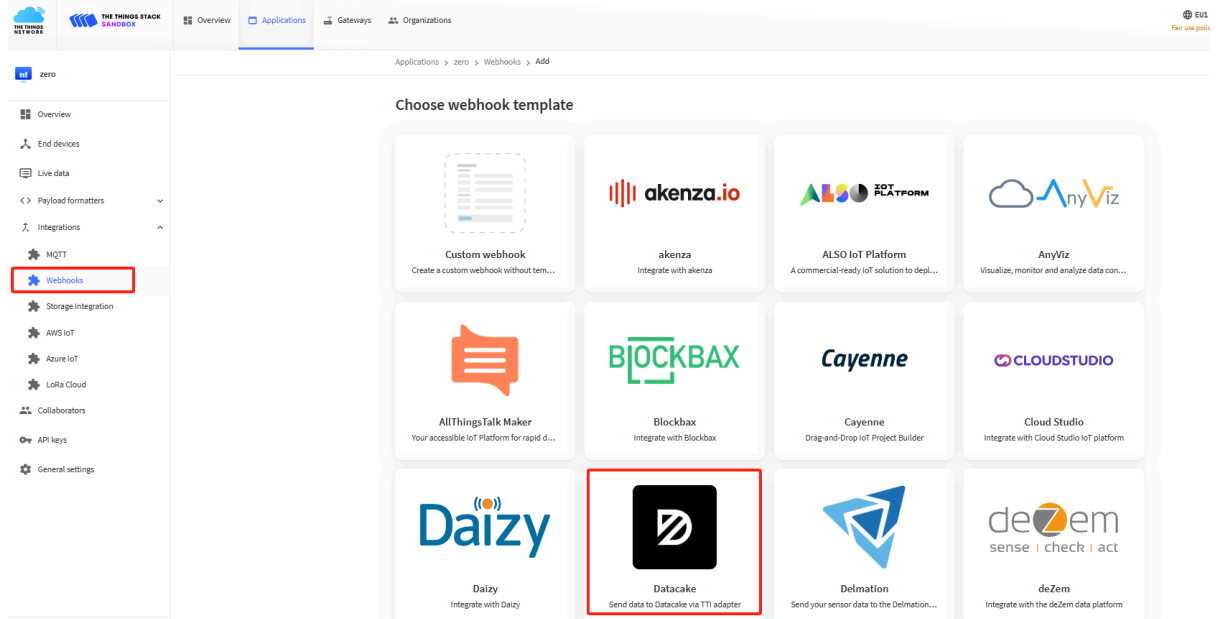 THE THINGS
NETWORK
THE THINGS STACK
SANDBOX
Overview
Applications
Gateways
Organizations
EU1
Fair use polic
zero
Applications > zero > Webhooks > Add
Overview
End devices
Live data
<> Payload formatters
Integrations
MQTT
Webhooks
Storage Integration
AWS IoT
Azure IoT
LoRa Cloud
Collaborators
API keys
General settings
Choose webhook template
Custom webhook
Create a custom webhook without tem...
akenza.io
akenza
Integrate with akenza
ALSO IOT PLATFORM
ALSO IoT Platform
A commercial-ready IoT solution to depl...
AnyViz
AnyViz
Visualize, monitor and analyze data con...
AllThingsTalk Maker
Your accessible IoT Platform for rapid d...
BLOCKBAX
Blockbax
Integrate with Blockbax
Cayenne
Cayenne
Drag-and-Drop IoT Project Builder
CLOUDSTUDIO
Cloud Studio
Integrate with Cloud Studio IoT platform
Daizy
Daizy
Integrate with Daizy
Datacake
Send data to Datacake via TTI adapter
Delmation
Send your sensor data to the Delmation...
deZem
sense | check | act
deZem
Integrate with the deZem data platform